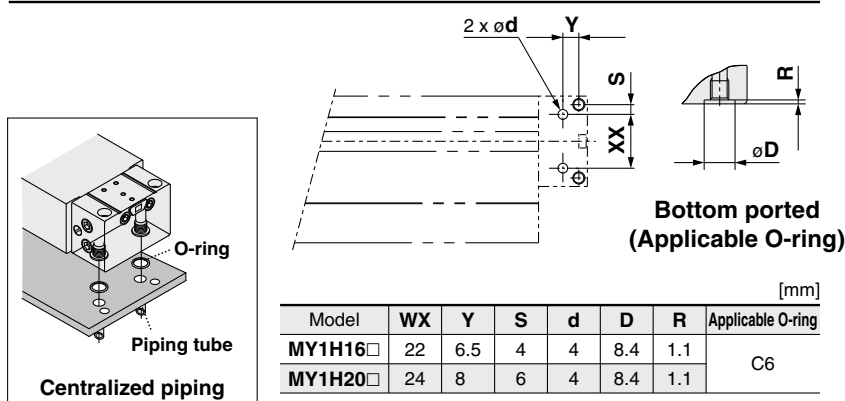 2 x ød
Y
S
XX
R
øD
Bottom ported
(Applicable O-ring)
O-ring
Piping tube
Centralized piping
[mm]
Model WX Y S d D R Applicable O-ring
MY1H16□ 22 6.5 4 4 8.4 1.1 C6
MY1H20□ 24 8 6 4 8.4 1.1